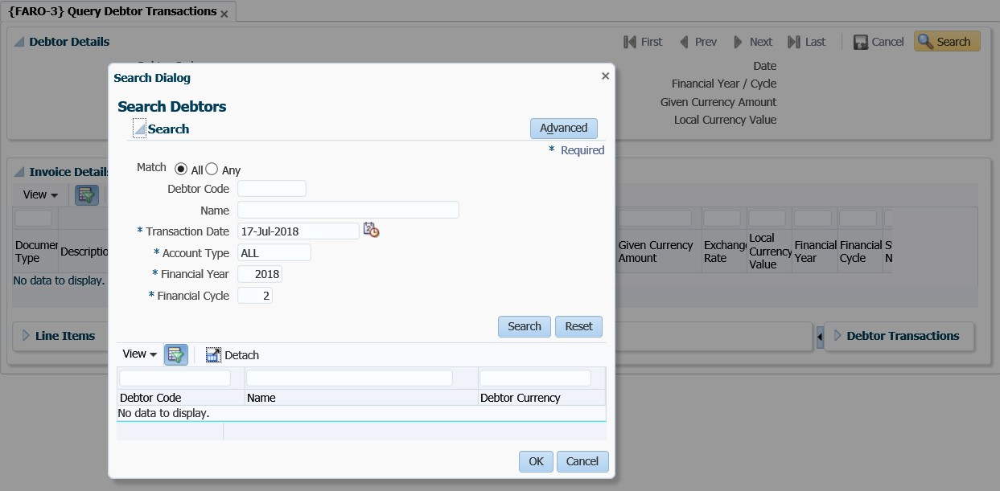 {FARO-3} Query Debtor Transactions
Debtor Details
First Prev Next Last Cancel Search
Date
Financial Year / Cycle
Given Currency Amount
Local Currency Value
Search Dialog
Search Debtors
Search
Advanced
* Required
Match All Any
Debtor Code
Name
* Transaction Date 17-Jul-2018
* Account Type ALL
* Financial Year 2018
* Financial Cycle 2
Search Reset
View Detach
Debtor Code Name Debtor Currency
No data to display.
OK Cancel
Invoice Detail
View
Documen
Type
Descriptio
Given Currency
Amount
Exchang
Rate
Local
Currency
Value
Financial
Year
Financial
Cycle
S
N
No data to display.
Line Items
Debtor Transactions